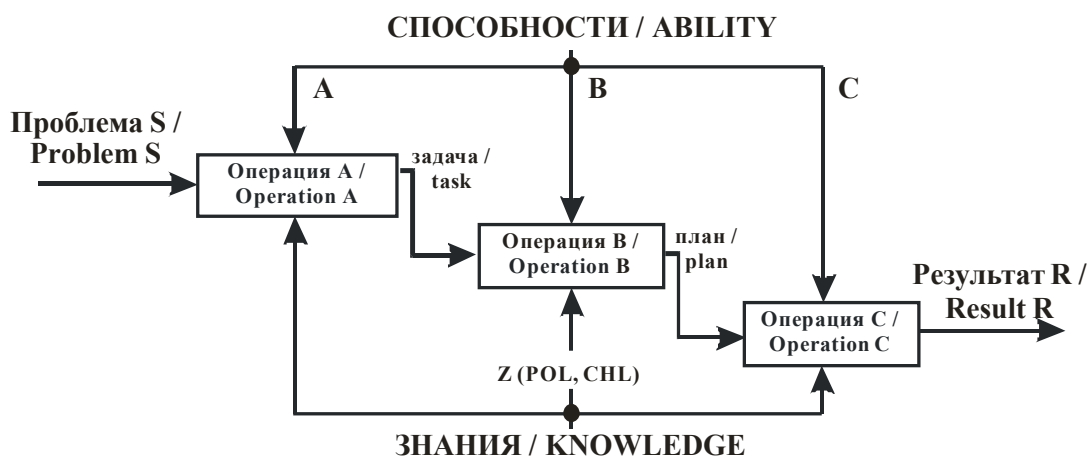 СПОСОБНОСТИ / ABILITY
A
B
C
Проблема S /
Problem S
Операция А /
Operation A
задача /
task
Операция В /
Operation B
план /
plan
Результат R /
Result R
Операция С /
Operation C
Z (POL, CHL)
ЗНАНИЯ / KNOWLEDGE